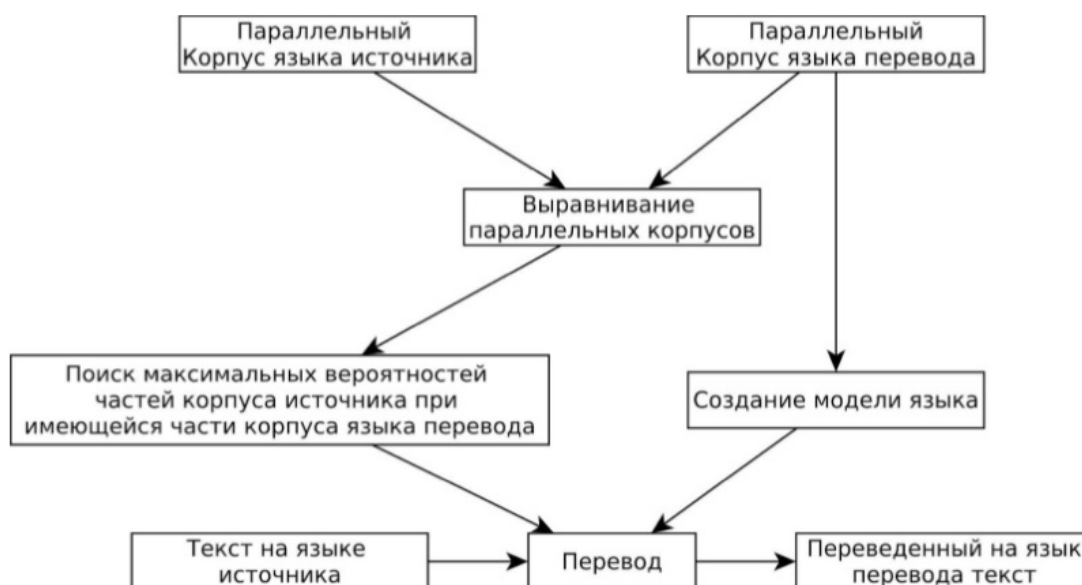 Параллельный
Корпус языка источника
Параллельный
Корпус языка перевода
Выравнивание
параллельных корпусов
Поиск максимальных вероятностей
частей корпуса источника при
имеющейся части корпуса языка перевода
Создание модели языка
Текст на языке
источника
Перевод
Переведенный на язык
перевода текст